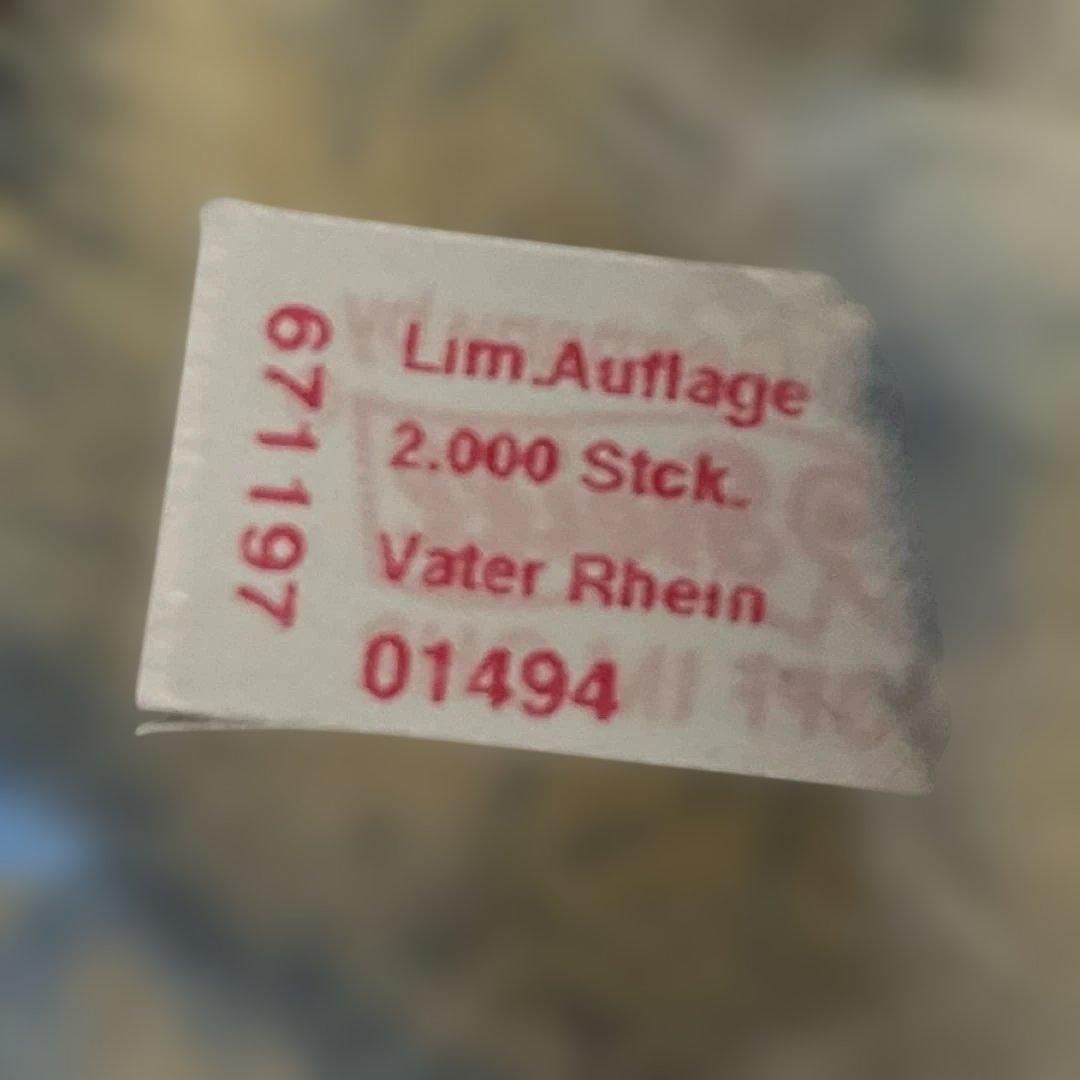 Lim.Auflage
2.000 Stck.
Vater Rhein
01494
671197